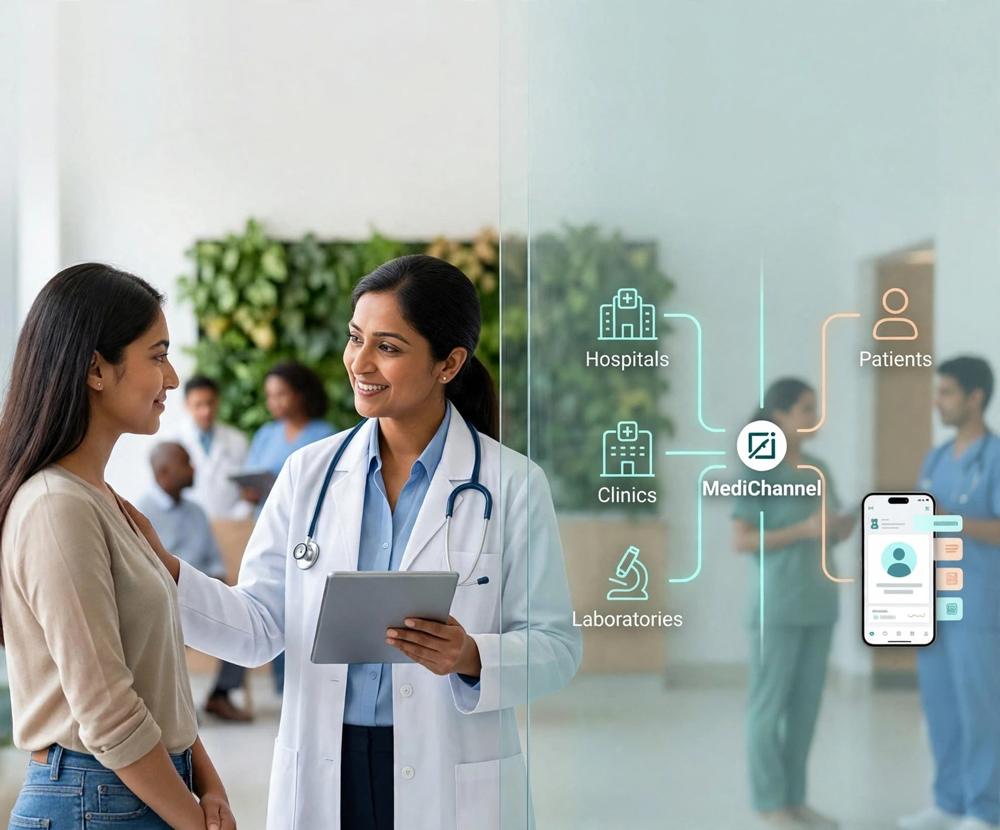 Hospitals
Patients
Clinics
MediChannel
Laboratories